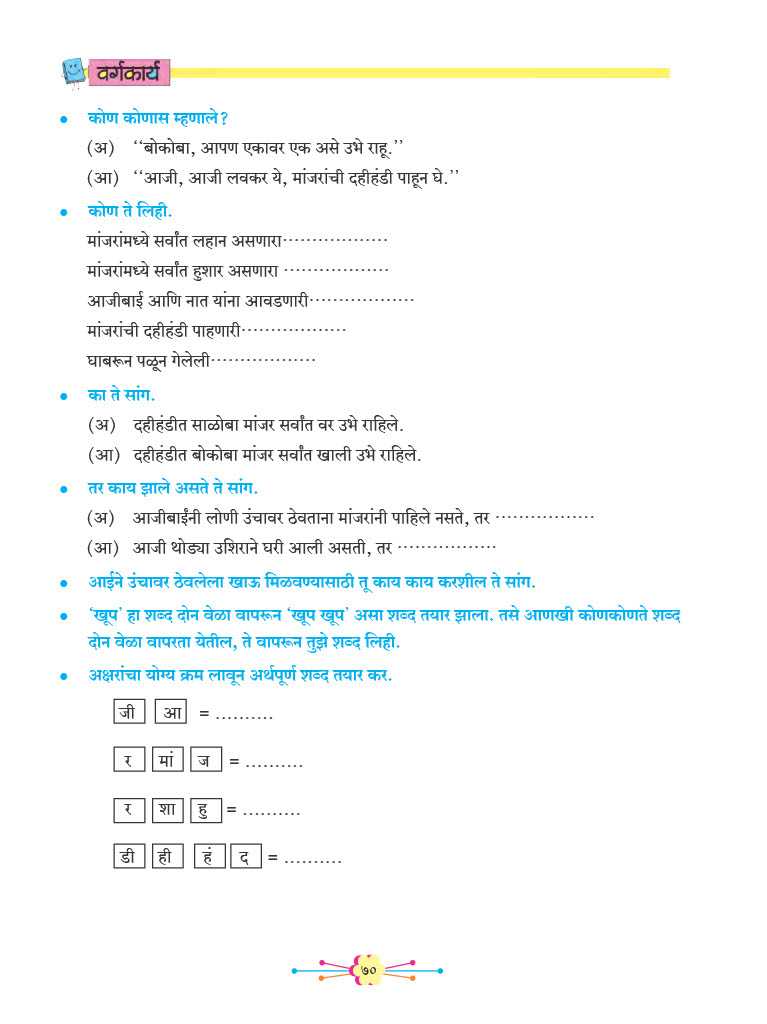 वर्गकार्य
• कोण कोणास म्हणाले?
(अ) ‘‘बोकोबा, आपण एकावर एक असे उभे राहू.’’
(आ) ‘‘आजी, आजी लवकर ये, मांजरांची दहीहंडी पाहून घे.’’
• कोण ते लिही.
मांजरांमध्ये सर्वांत लहान असणारा..................
मांजरांमध्ये सर्वांत हुशार असणारा ..................
आजीबाई आणि नात यांना आवडणारी..................
मांजरांची दहीहंडी पाहणारी..................
घाबरून पळून गेलेली..................
• का ते सांग.
(अ) दहीहंडीत साळोबा मांजर सर्वांत वर उभे राहिले.
(आ) दहीहंडीत बोकोबा मांजर सर्वांत खाली उभे राहिले.
• तर काय झाले असते ते सांग.
(अ) आजीबाईंनी लोणी उंचावर ठेवताना मांजरांनी पाहिले नसते, तर .................
(आ) आजी थोड्या उशिराने घरी आली असती, तर .................
• आईने उंचावर ठेवलेला खाऊ मिळवण्यासाठी तू काय काय करशील ते सांग.
• ‘खूप’ हा शब्द दोन वेळा वापरून ‘खूप खूप’ असा शब्द तयार झाला. तसे आणखी कोणकोणते शब्द
दोन वेळा वापरता येतील, ते वापरून तुझे शब्द लिही.
• अक्षरांचा योग्य क्रम लावून अर्थपूर्ण शब्द तयार कर.
जी आ = ..........
र मां ज = ..........
र शा हु = ..........
डी ही हं द = ..........
७०